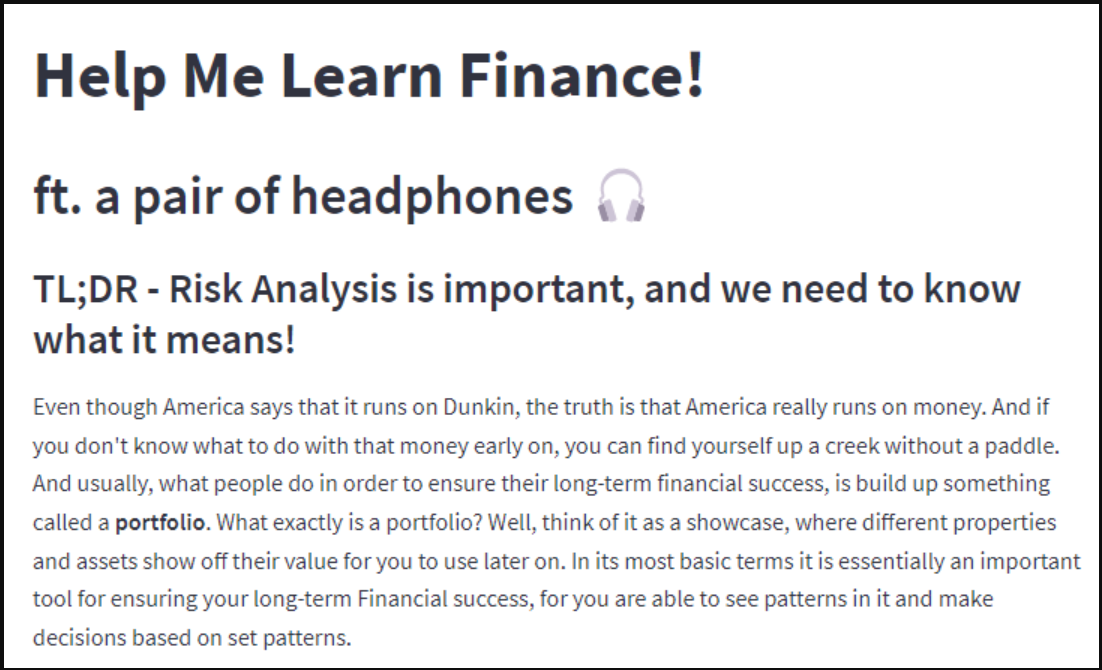 Help Me Learn Finance!
ft. a pair of headphones 🎧
TL;DR - Risk Analysis is important, and we need to know
what it means!
Even though America says that it runs on Dunkin, the truth is that America really runs on money. And if
you don't know what to do with that money early on, you can find yourself up a creek without a paddle.
And usually, what people do in order to ensure their long-term financial success, is build up something
called a portfolio. What exactly is a portfolio? Well, think of it as a showcase, where different properties
and assets show off their value for you to use later on. In its most basic terms it is essentially an important
tool for ensuring your long-term Financial success, for you are able to see patterns in it and make
decisions based on set patterns.